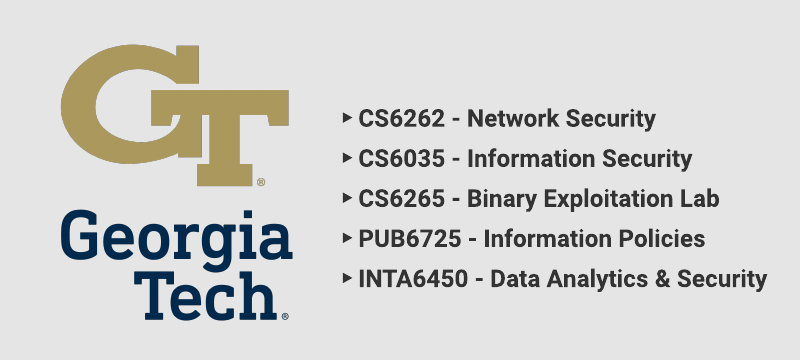 GT®
Georgia
Tech®
CS6262 - Network Security
CS6035 - Information Security
CS6265 - Binary Exploitation Lab
PUB6725 - Information Policies
INTA6450 - Data Analytics & Security